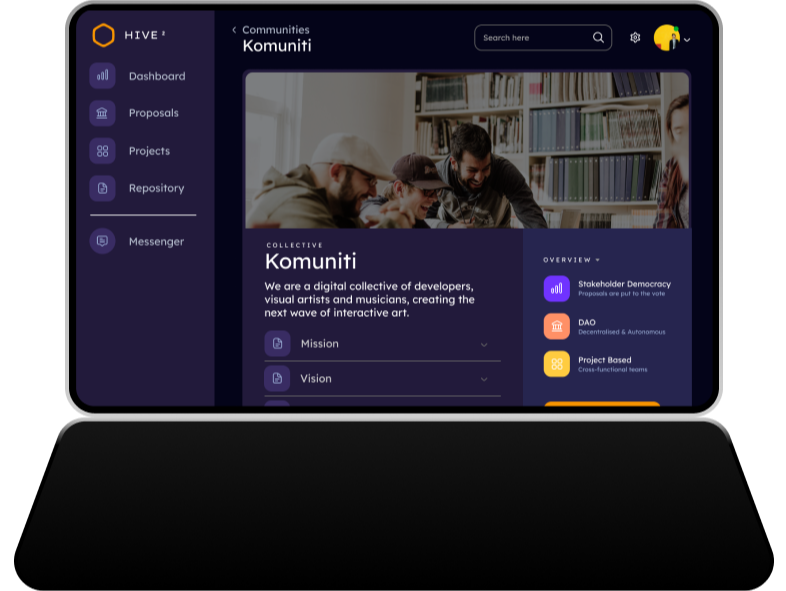 HIVE ²
Dashboard
Proposals
Projects
Repository
Messenger
Communities
Komuniti
Search here
COLLECTIVE
Komuniti
We are a digital collective of developers,
visual artists and musicians, creating the
next wave of interactive art.
Mission
Vision
OVERVIEW
Stakeholder Democracy
Proposals are put to the vote
DAO
Decentralised & Autonomous
Project Based
Cross-functional teams